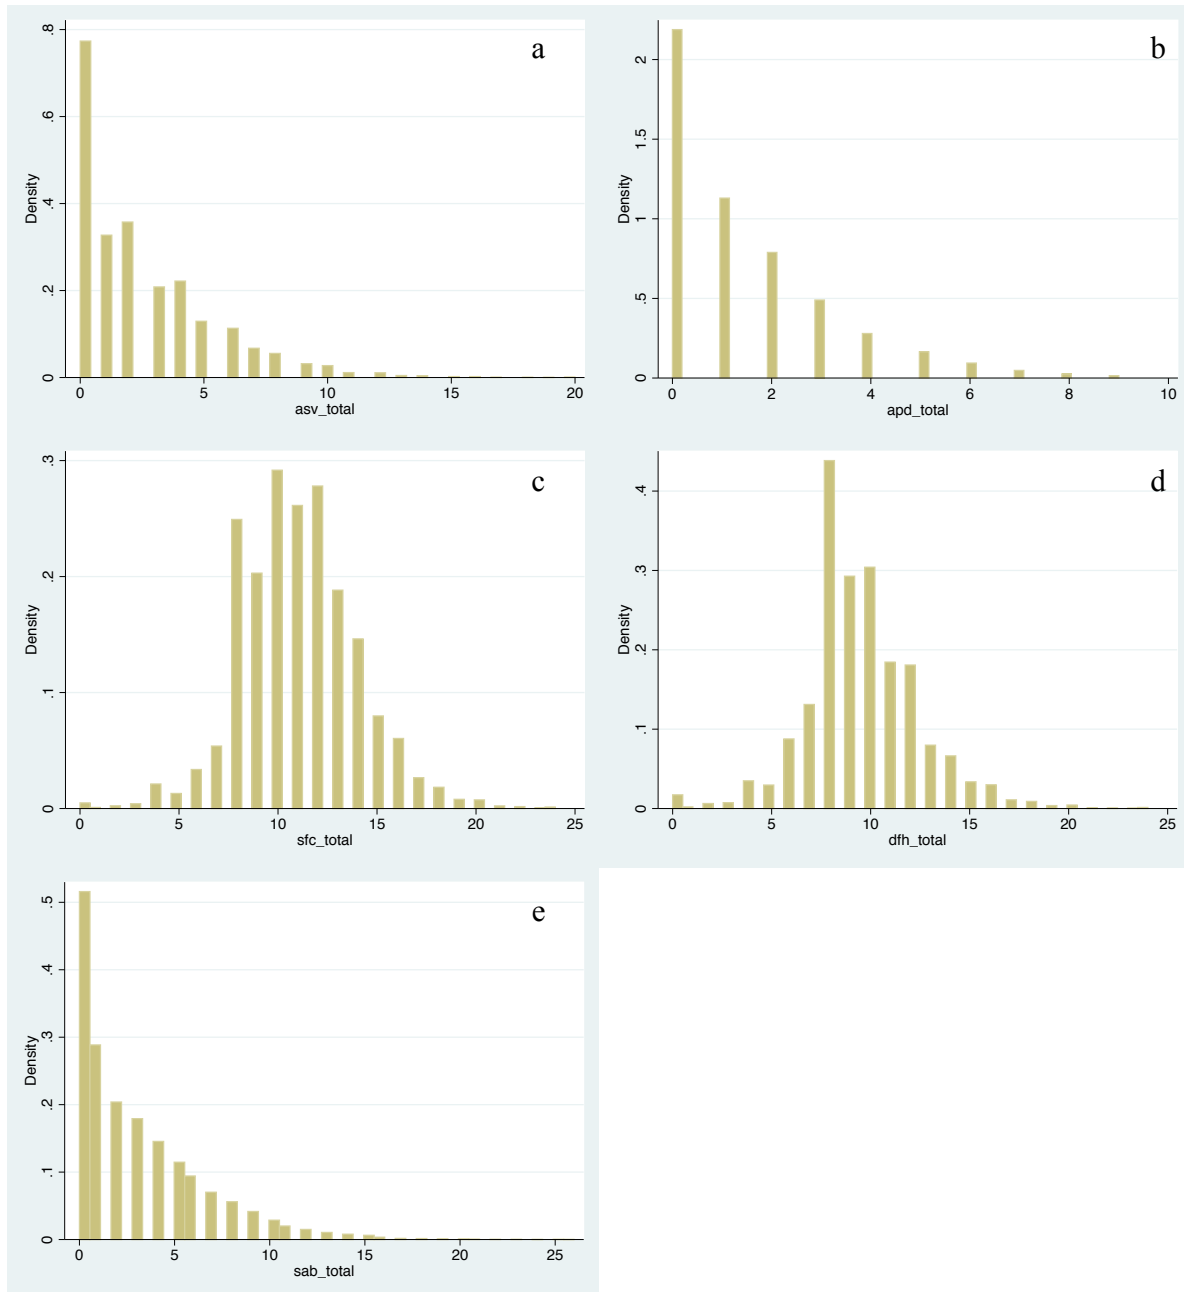 a
Density
0 .2 .4 .6 .8
0 5 10 15 20
asv_total
b
Density
0 .5 1 1.5 2
0 2 4 6 8 10
apd_total
c
Density
0 .1 .2 .3
0 5 10 15 20 25
sfc_total
d
Density
0 .1 .2 .3 .4
0 5 10 15 20 25
dfh_total
e
Density
0 .1 .2 .3 .4 .5
0 5 10 15 20 25
sab_total